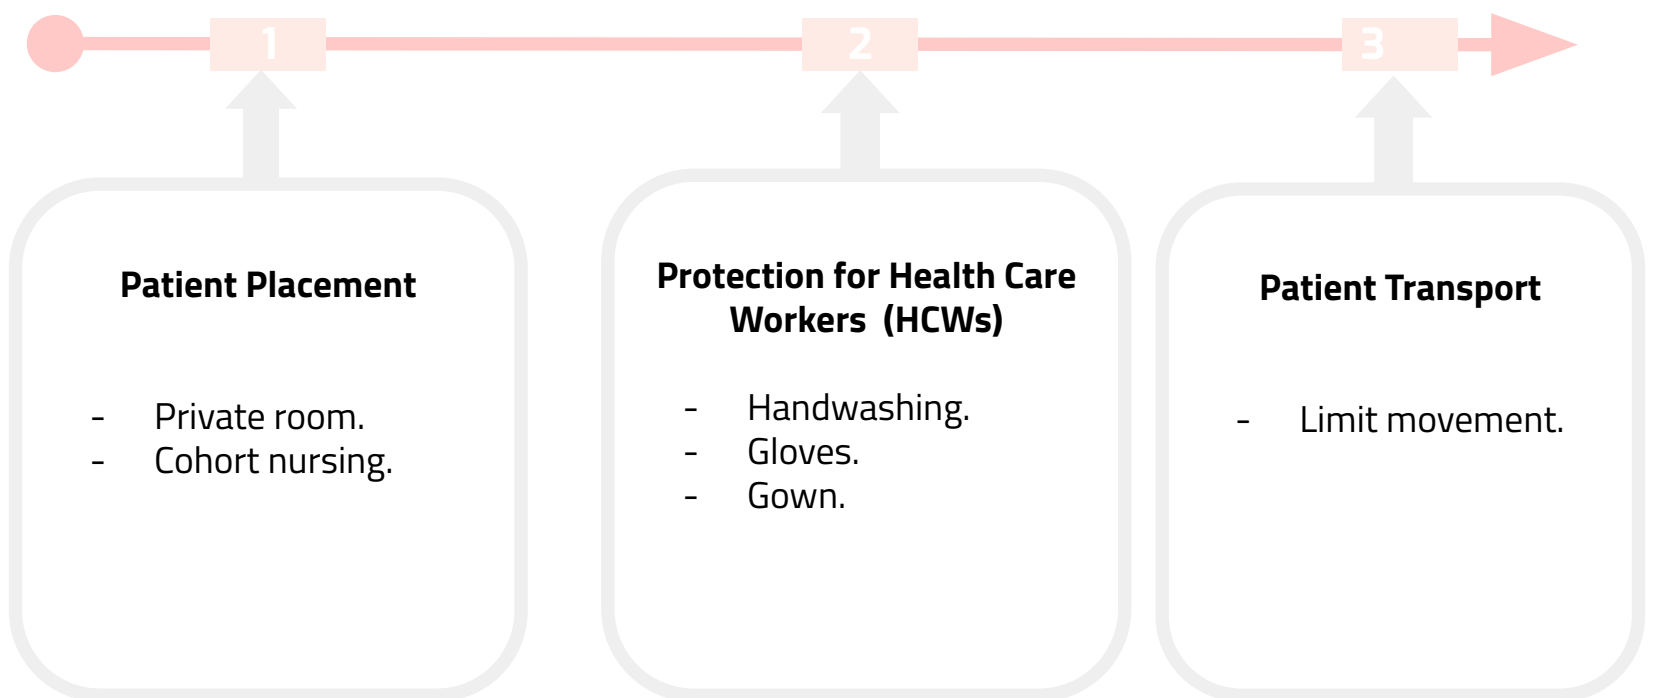 1
2
3
Patient Placement
- Private room.
- Cohort nursing.
Protection for Health Care
Workers  (HCWs)
- Handwashing.
- Gloves.
- Gown.
Patient Transport
- Limit movement.